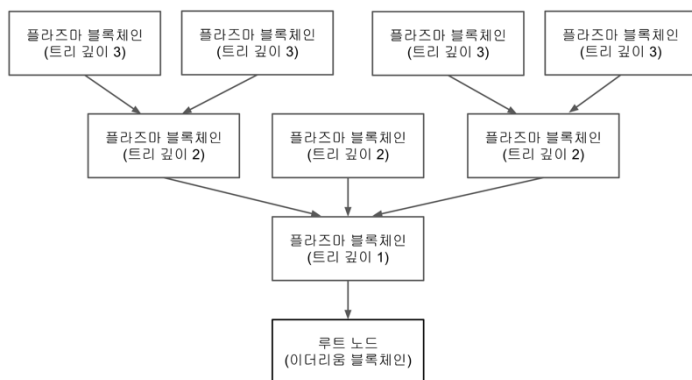 플라즈마 블록체인
(트리 깊이 3)
플라즈마 블록체인
(트리 깊이 3)
플라즈마 블록체인
(트리 깊이 3)
플라즈마 블록체인
(트리 깊이 3)
플라즈마 블록체인
(트리 깊이 2)
플라즈마 블록체인
(트리 깊이 2)
플라즈마 블록체인
(트리 깊이 2)
플라즈마 블록체인
(트리 깊이 1)
루트 노드
(이더리움 블록체인)